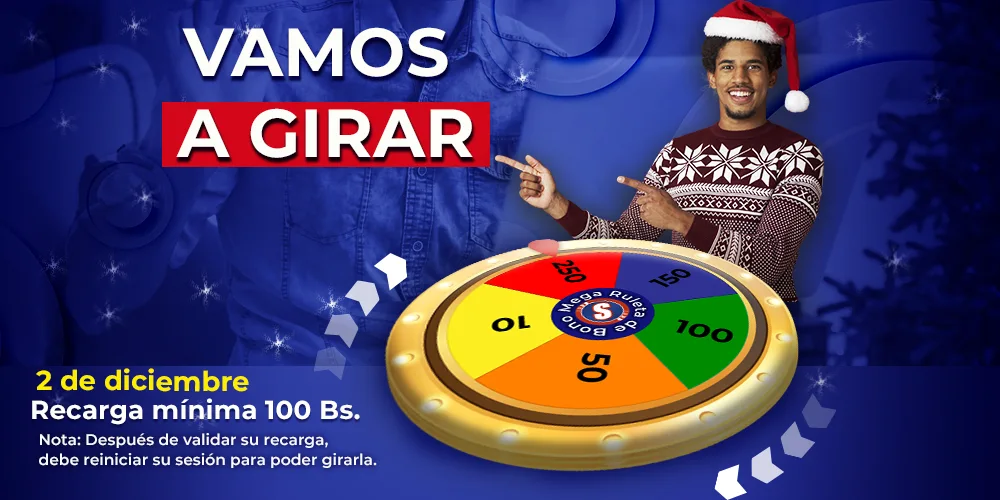 VAMOS
A GIRAR
250
150
10
100
50
Mega Ruleta de Bono
S
2 de diciembre
Recarga mínima 100 Bs.
Nota: Después de validar su recarga,
debe reiniciar su sesión para poder girarla.